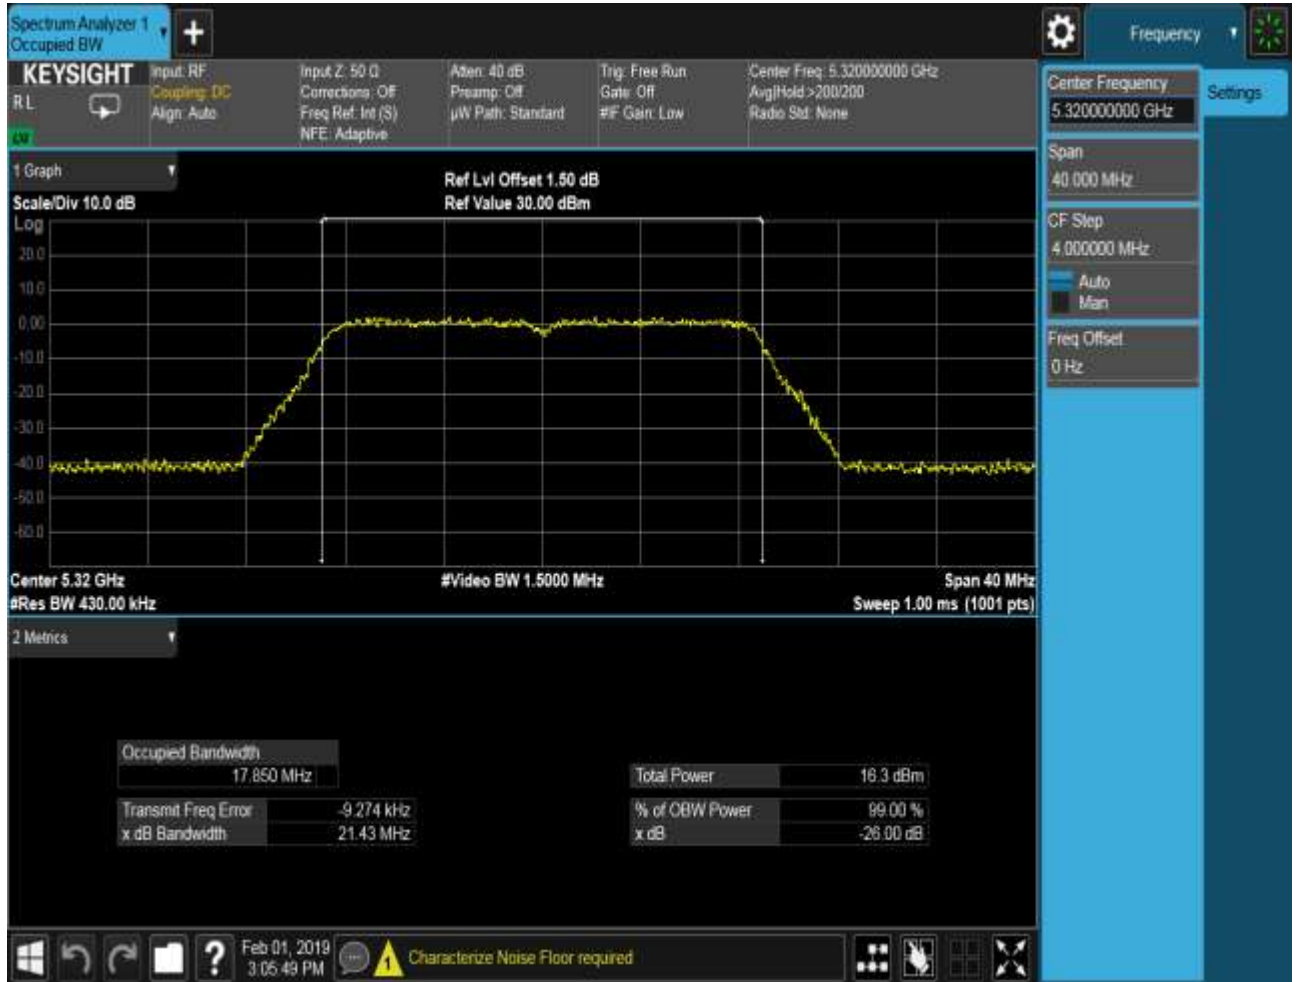 Spectrum Analyzer 1
Occupied BW
Frequency
KEYSIGHT
R L
Input: RF
Coupling: DC
Align: Auto
Input Z: 50 Ω
Corrections: Off
Freq Ref: Int (S)
NFE: Adaptive
Atten: 40 dB
Preamp: Off
µW Path: Standard
Trig: Free Run
Gate: Off
#IF Gain: Low
Center Freq: 5.320000000 GHz
Avg|Hold:>200/200
Radio Std: None
Center Frequency
5.320000000 GHz
Settings
Span
40.000 MHz
CF Step
4.000000 MHz
Auto
Man
Freq Offset
0 Hz
1 Graph
Ref Lvl Offset 1.50 dB
Scale/Div 10.0 dB
Ref Value 30.00 dBm
Log
20.0
10.0
0.00
-10.0
-20.0
-30.0
-40.0
-50.0
-60.0
Center 5.32 GHz
#Video BW 1.5000 MHz
Span 40 MHz
#Res BW 430.00 kHz
Sweep 1.00 ms (1001 pts)
2 Metrics
Occupied Bandwidth
17.850 MHz
Total Power 16.3 dBm
Transmit Freq Error -9.274 kHz
% of OBW Power 99.00 %
x dB Bandwidth 21.43 MHz
x dB -26.00 dB
Feb 01, 2019
3:05:49 PM
1
Characterize Noise Floor required